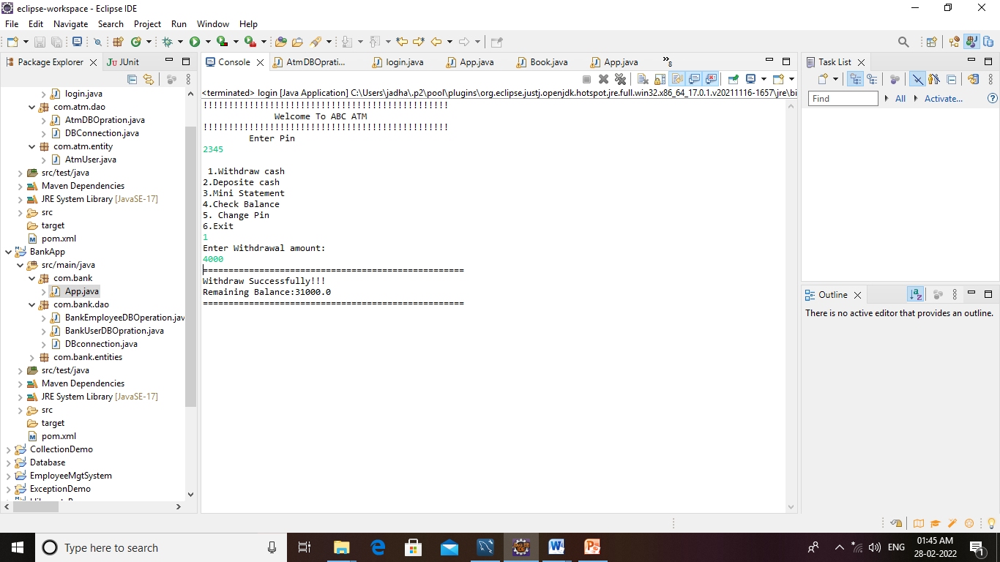 eclipse-workspace - Eclipse IDE
File Edit Navigate Search Project Run Window Help
Package Explorer
JUnit
login.java
com.atm.dao
AtmDBOpration.java
DBConnection.java
com.atm.entity
AtmUser.java
src/test/java
Maven Dependencies
JRE System Library [JavaSE-17]
src
target
pom.xml
BankApp
src/main/java
com.bank
App.java
com.bank.dao
BankEmployeeDBOperation.jav
BankUserDBOpration.java
DBconnection.java
com.bank.entities
src/test/java
Maven Dependencies
JRE System Library [JavaSE-17]
src
target
pom.xml
CollectionDemo
Database
EmployeeMgtSystem
ExceptionDemo
Console AtmDBOprati... login.java App.java Book.java App.java »8
<terminated> login [Java Application] C:\Users\jadha\.p2\pool\plugins\org.eclipse.justj.openjdk.hotspot.jre.full.win32.x86_64_17.0.1.v20211116-1657\jre\bi
!!!!!!!!!!!!!!!!!!!!!!!!!!!!!!!!!!!!!!!!!!!!!!!!
Welcome To ABC ATM
!!!!!!!!!!!!!!!!!!!!!!!!!!!!!!!!!!!!!!!!!!!!!!!!
Enter Pin
2345
1.Withdraw cash
2.Deposite cash
3.Mini Statement
4.Check Balance
5. Change Pin
6.Exit
1
Enter Withdrawal amount:
4000
===================================================
Withdraw Successfully!!!
Remaining Balance:31000.0
===================================================
Task List
Find All Activate...
Outline
There is no active editor that provides an outline.
Type here to search
ENG
01:45 AM
28-02-2022
1